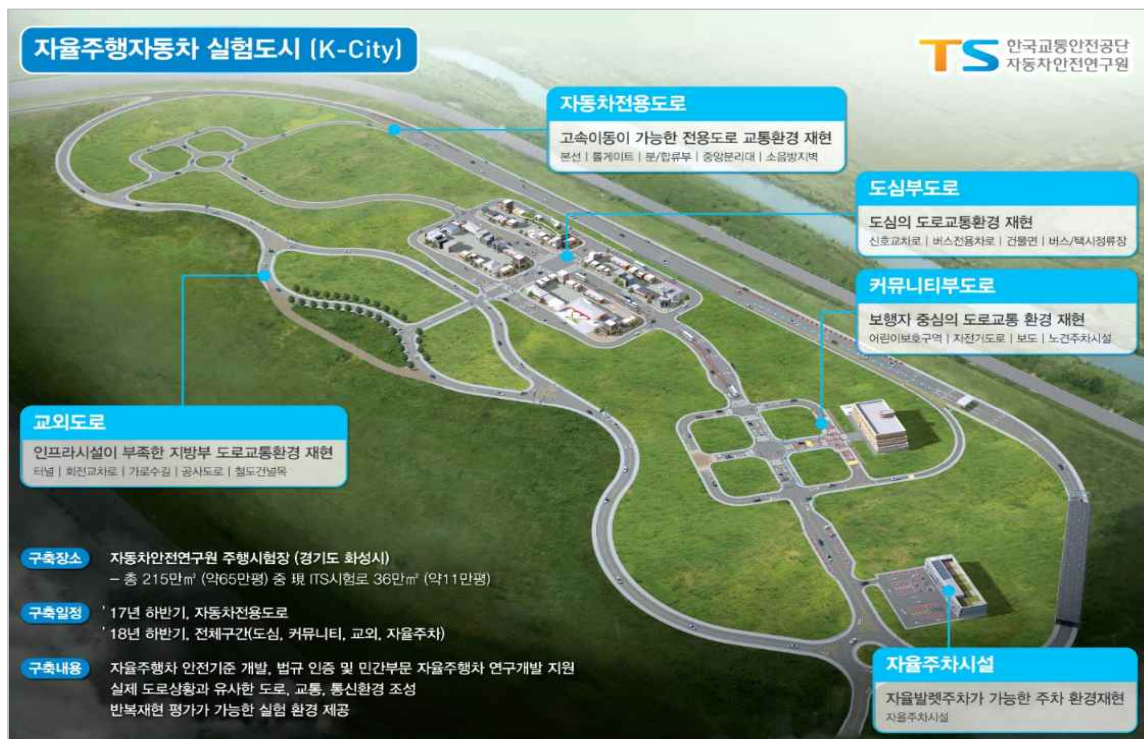 자율주행자동차 실험도시 (K-City)
TS 한국교통안전공단
자동차안전연구원
자동차전용도로
고속이동이 가능한 전용도로 교통환경 재현
본선 | 톨게이트 | 분/합류부 | 중앙분리대 | 소음방지벽
도심부도로
도심의 도로교통환경 재현
신호교차로 | 버스전용차로 | 건물면 | 버스/택시정류장
커뮤니티부도로
보행자 중심의 도로교통 환경 재현
어린이보호구역 | 자전거도로 | 보도 | 노견주차시설
교외도로
인프라시설이 부족한 지방부 도로교통환경 재현
터널 | 회전교차로 | 가로수길 | 공사도로 | 철도건널목
구축장소 자동차안전연구원 주행시험장 (경기도 화성시)
– 총 215만㎡ (약65만평) 중 現 ITS시험로 36만㎡ (약11만평)
구축일정 '17년 하반기, 자동차전용도로
'18년 하반기, 전체구간(도심, 커뮤니티, 교외, 자율주차)
구축내용 자율주행차 안전기준 개발, 법규 인증 및 민간부문 자율주행차 연구개발 지원
실제 도로상황과 유사한 도로, 교통, 통신환경 조성
반복재현 평가가 가능한 실험 환경 제공
자율주차시설
자율발렛주차가 가능한 주차 환경재현
자율주차시설